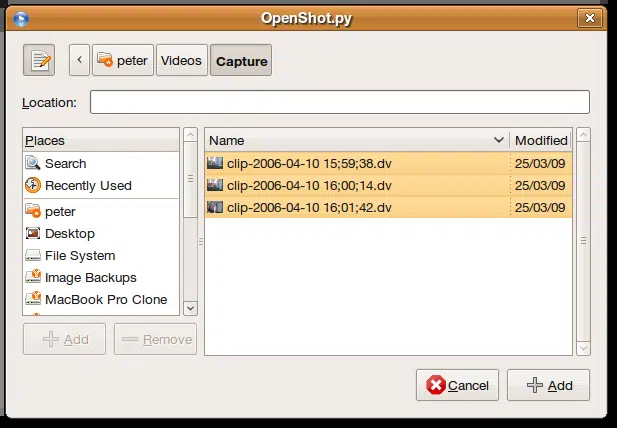 OpenShot.py
peter Videos Capture
Location:
Places
Search
Recently Used
peter
Desktop
File System
Image Backups
MacBook Pro Clone
Add Remove
Name Modified
clip-2006-04-10 15;59;38.dv 25/03/09
clip-2006-04-10 16;00;14.dv 25/03/09
clip-2006-04-10 16;01;42.dv 25/03/09
Cancel Add